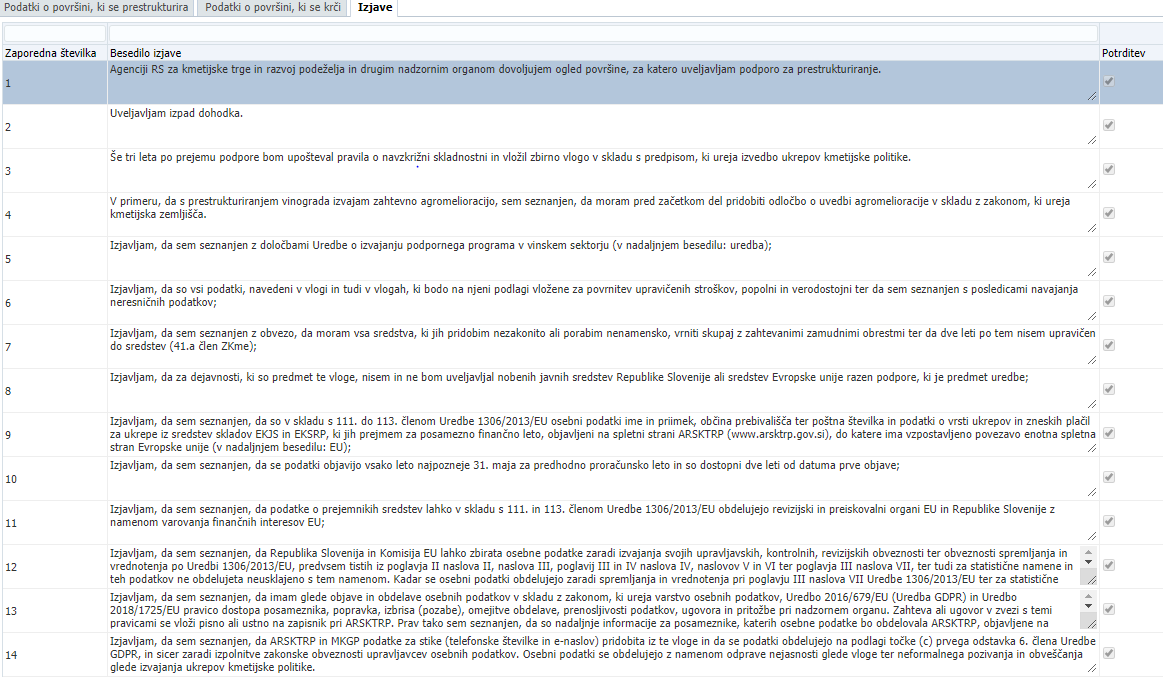 Podatki o površini, ki se prestrukturira
Podatki o površini, ki se krči
Izjave
Zaporedna številka
Besedilo izjave
Potrditev
1
Agenciji RS za kmetijske trge in razvoj podeželja in drugim nadzornim organom dovoljujem ogled površine, za katero uveljavljam podporo za prestrukturiranje.
2
Uveljavljam izpad dohodka.
3
Še tri leta po prejemu podpore bom upošteval pravila o navzkrižni skladnostni in vložil zbirno vlogo v skladu s predpisom, ki ureja izvedbo ukrepov kmetijske politike.
4
V primeru, da s prestrukturiranjem vinograda izvajam zahtevno agromelioracijo, sem seznanjen, da moram pred začetkom del pridobiti odločbo o uvedbi agromelioracije v skladu z zakonom, ki ureja
kmetijska zemljišča.
5
Izjavljam, da sem seznanjen z določbami Uredbe o izvajanju podpornega programa v vinskem sektorju (v nadaljnjem besedilu: uredba);
6
Izjavljam, da so vsi podatki, navedeni v vlogi in tudi v vlogah, ki bodo na njeni podlagi vložene za povrnitev upravičenih stroškov, popolni in verodostojni ter da sem seznanjen s posledicami navajanja
neresničnih podatkov;
7
Izjavljam, da sem seznanjen z obvezo, da moram vsa sredstva, ki jih pridobim nezakonito ali porabim nenamensko, vrniti skupaj z zahtevanimi zamudnimi obrestmi ter da dve leti po tem nisem upravičen
do sredstev (41.a člen ZKme);
8
Izjavljam, da za dejavnosti, ki so predmet te vloge, nisem in ne bom uveljavljal nobenih javnih sredstev Republike Slovenije ali sredstev Evropske unije razen podpore, ki je predmet uredbe;
9
Izjavljam, da sem seznanjen, da so v skladu s 111. do 113. členom Uredbe 1306/2013/EU osebni podatki ime in priimek, občina prebivališča ter poštna številka in podatki o vrsti ukrepov in zneskih plačil
za ukrepe iz sredstev skladov EKJS in EKSRP, ki jih prejmem za posamezno finančno leto, objavljeni na spletni strani ARSKTRP (www.arsktrp.gov.si), do katere ima vzpostavljeno povezavo enotna spletna
stran Evropske unije (v nadaljnjem besedilu: EU);
10
Izjavljam, da sem seznanjen, da se podatki objavijo vsako leto najpozneje 31. maja za predhodno proračunsko leto in so dostopni dve leti od datuma prve objave;
11
Izjavljam, da sem seznanjen, da podatke o prejemnikih sredstev lahko v skladu s 111. in 113. členom Uredbe 1306/2013/EU obdelujejo revizijski in preiskovalni organi EU in Republike Slovenije z
namenom varovanja finančnih interesov EU;
12
Izjavljam, da sem seznanjen, da Republika Slovenija in Komisija EU lahko zbirata osebne podatke zaradi izvajanja svojih upravljavskih, kontrolnih, revizijskih obveznosti ter obveznosti spremljanja in
vrednotenja po Uredbi 1306/2013/EU, predvsem tistih iz poglavja II naslova II, naslova III, poglavij III in IV naslova IV, naslovov V in VI ter poglavja III naslova VII, ter tudi za statistične namene in
teh podatkov ne obdelujeta neusklajeno s tem namenom. Kadar se osebni podatki obdelujejo zaradi spremljanja in vrednotenja pri poglavju III naslova VII Uredbe 1306/2013/EU ter za statistične
13
Izjavljam, da sem seznanjen, da imam glede objave in obdelave osebnih podatkov v skladu z zakonom, ki ureja varstvo osebnih podatkov, Uredbo 2016/679/EU (Uredba GDPR) in Uredbo
2018/1725/EU pravico dostopa posameznika, popravka, izbrisa (pozabe), omejitve obdelave, prenosljivosti podatkov, ugovora in pritožbe pri nadzornem organu. Zahteva ali ugovor v zvezi s temi
pravicami se vloži pisno ali ustno na zapisnik pri ARSKTRP. Prav tako sem seznanjen, da so nadaljnje informacije za posameznike, katerih osebne podatke bo obdelovala ARSKTRP, objavljene na
14
Izjavljam, da sem seznanjen, da ARSKTRP in MKGP podatke za stike (telefonske številke in e-naslov) pridobita iz te vloge in da se podatki obdelujejo na podlagi točke (c) prvega odstavka 6. člena Uredbe
GDPR, in sicer zaradi izpolnitve zakonske obveznosti upravljavcev osebnih podatkov. Osebni podatki se obdelujejo z namenom odprave nejasnosti glede vloge ter neformalnega pozivanja in obveščanja
glede izvajanja ukrepov kmetijske politike.